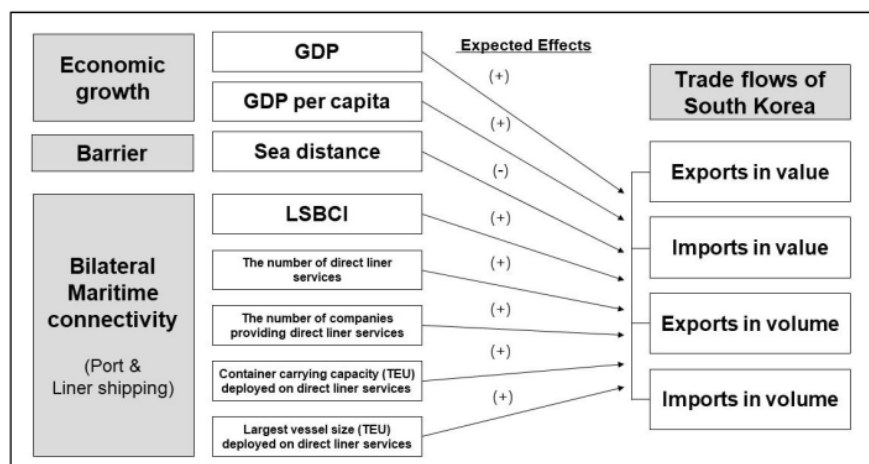 Economic
growth
Barrier
Bilateral
Maritime
connectivity
(Port &
Liner shipping)
GDP
GDP per capita
Sea distance
LSBCI
The number of direct liner
services
The number of companies
providing direct liner services
Container carrying capacity (TEU)
deployed on direct liner services
Largest vessel size (TEU)
deployed on direct liner services
Expected Effects
(+)
(+)
(-)
(+)
(+)
(+)
(+)
(+)
Trade flows of
South Korea
Exports in value
Imports in value
Exports in volume
Imports in volume